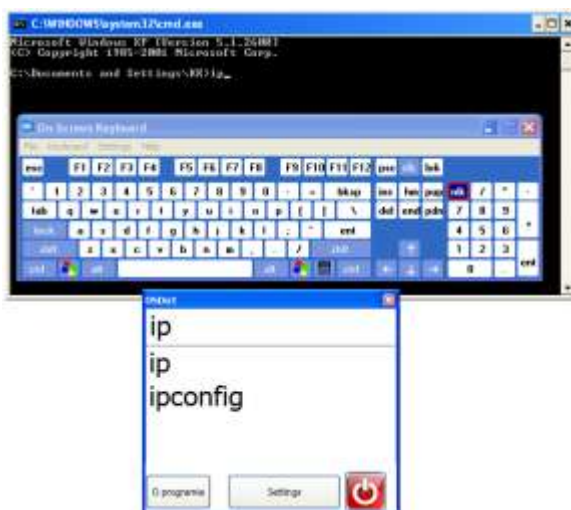 C:\WINDOWS\system32\cmd.exe
Microsoft Windows XP [Version 5.1.2600]
(C) Copyright 1985-2001 Microsoft Corp.
C:\Documents and Settings\KK>ip_
On-Screen Keyboard
File Keyboard Settings Help
esc F1 F2 F3 F4 F5 F6 F7 F8 F9 F10 F11 F12 psc slk brk
` 1 2 3 4 5 6 7 8 9 0 - = bksp ins hm pup nlk / * -
tab q w e r t y u i o p [ ] \ del end pdn 7 8 9 +
lock a s d f g h j k l ; ' ent 4 5 6
shft z x c v b n m , . / shft 1 2 3 ent
ctrl alt alt ctrl 0 .
ip
ip
ipconfig
O programie Settings